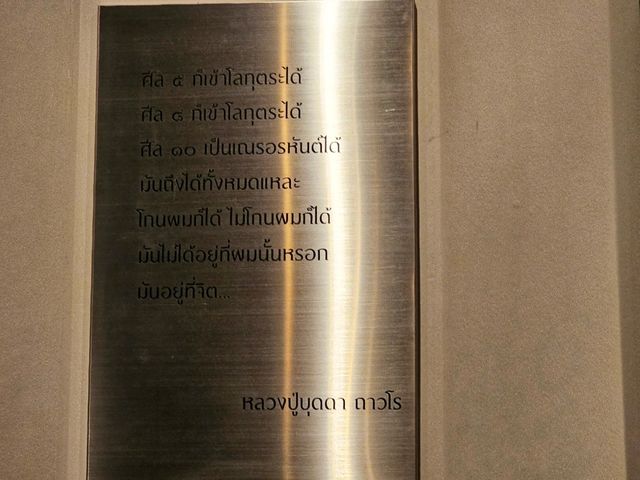 ศีล ๕ ก็เข้าโลกุตระได้
ศีล ๘ ก็เข้าโลกุตระได้
ศีล ๑๐ เป็นเณรอรหันต์ได้
มันถึงได้ทั้งหมดแหละ
โกนผมก็ได้ ไม่โกนผมก็ได้
มันไม่ได้อยู่ที่ผมนั้นหรอก
มันอยู่ที่จิต...
หลวงปู่บุดดา ถาวโร